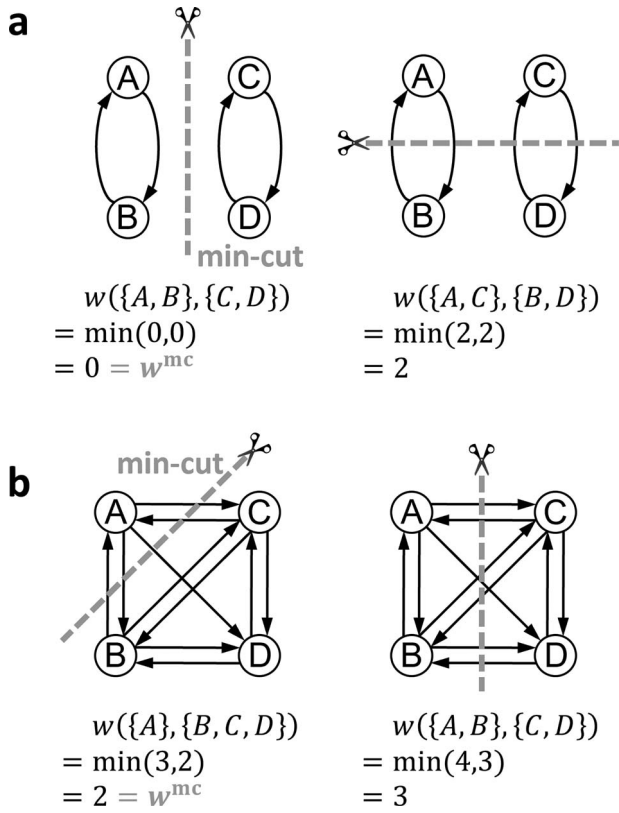 a
A C A C
B D B D
min-cut
w({A, B}, {C, D}) w({A, C}, {B, D})
= min(0,0) = min(2,2)
= 0 = w^mc = 2
min-cut
b
A C A C
B D B D
w({A}, {B, C, D}) w({A, B}, {C, D})
= min(3,2) = min(4,3)
= 2 = w^mc = 3